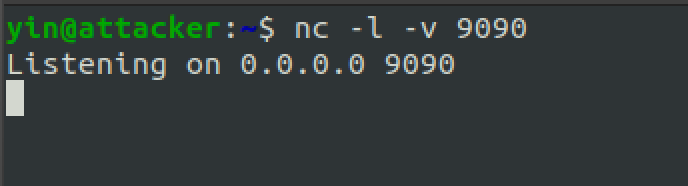 yin@attacker:~$ nc -l -v 9090
Listening on 0.0.0.0 9090